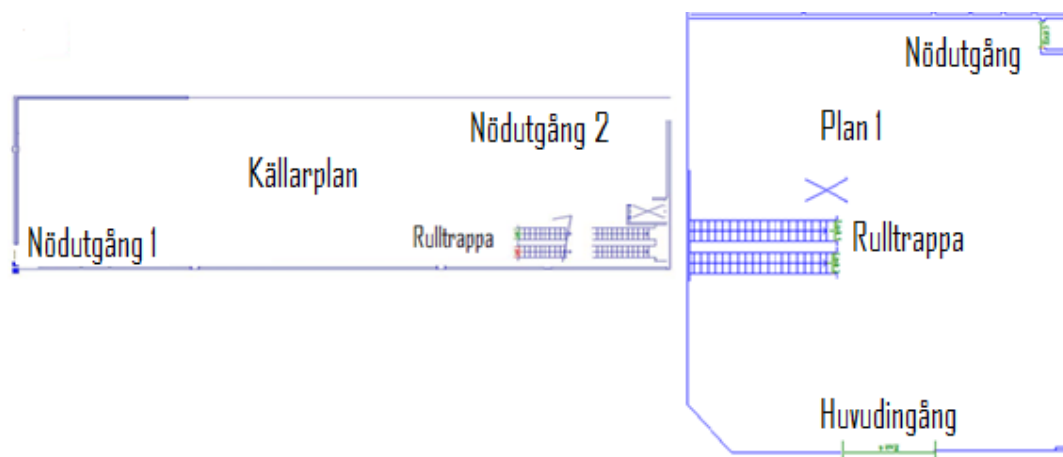 Nödutgång
Nödutgång 2
Plan 1
Källarplan
Nödutgång 1
Rulltrappa
Rulltrappa
Huvudingång